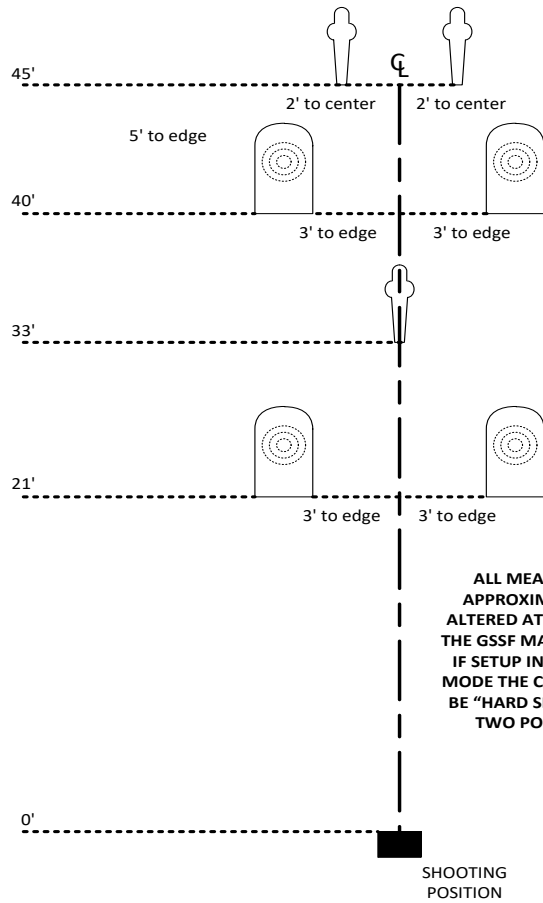 ℄
45'
2' to center 2' to center
5' to edge
40'
3' to edge 3' to edge
33'
21'
3' to edge 3' to edge
ALL MEA
APPROXIM
ALTERED AT
THE GSSF MA
IF SETUP IN
MODE THE C
BE “HARD S
TWO PO
0'
SHOOTING
POSITION